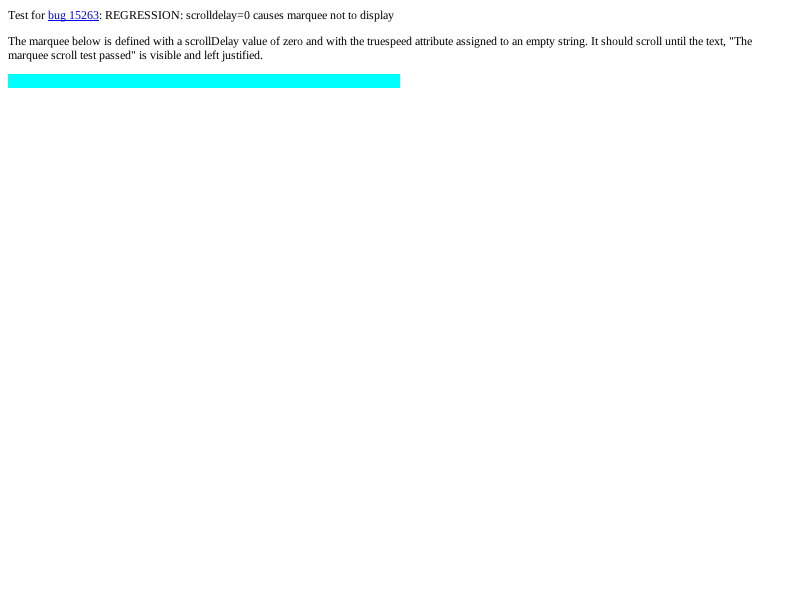 Test for bug 15263: REGRESSION: scrolldelay=0 causes marquee not to display
The marquee below is defined with a scrollDelay value of zero and with the truespeed attribute assigned to an empty string. It should scroll until the text, "The
marquee scroll test passed" is visible and left justified.